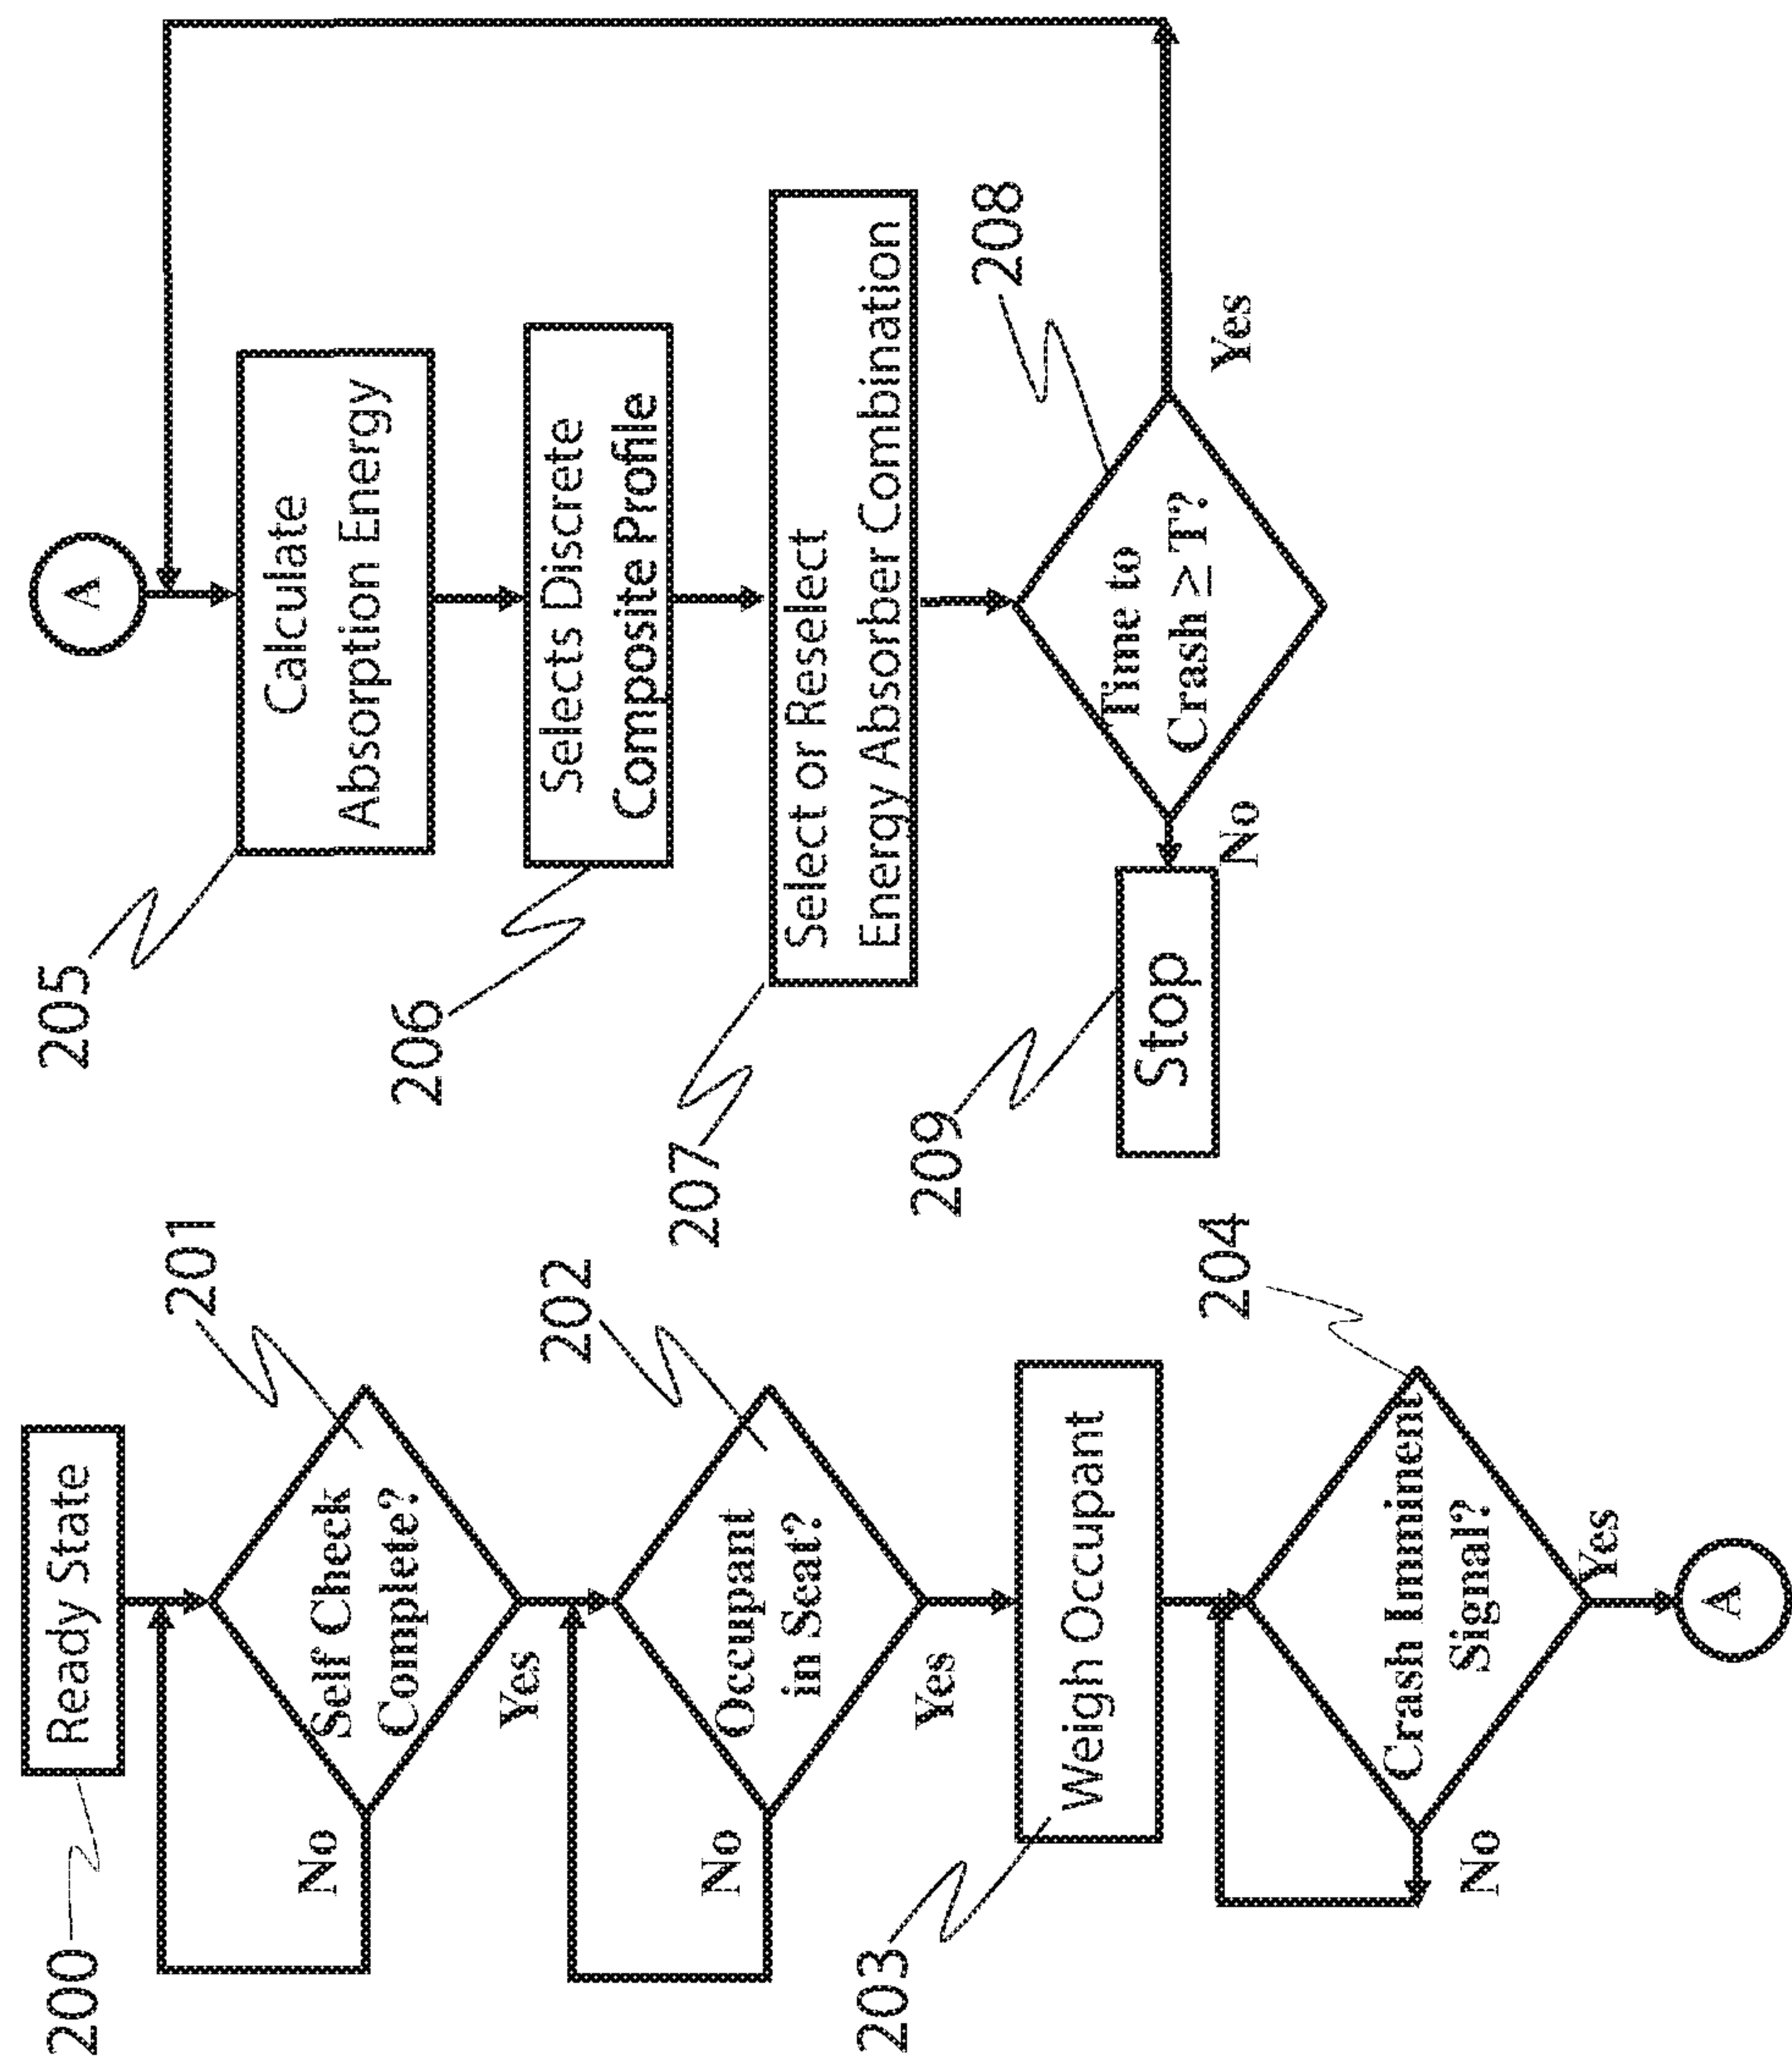 200
Ready State
201
Self Check
Complete?
No
Yes
202
Occupant
in Seat?
No
Yes
203
Weigh Occupant
204
Crash Imminent
Signal?
No
Yes
A
A
205
Calculate
Absorption Energy
206
Selects Discrete
Composite Profile
207
Select or Reselect
Energy Absorber Combination
208
Time to
Crash ≥ T?
Yes
No
209
Stop